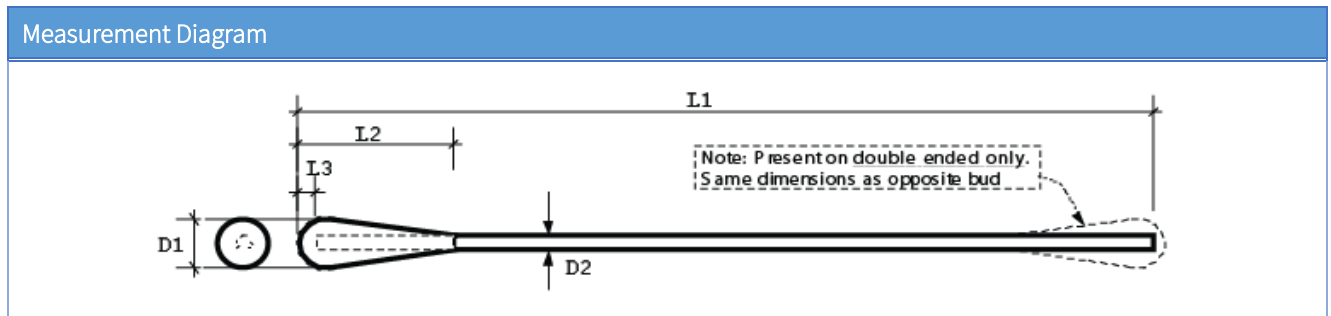 Measurement Diagram
L1
L2
L3
Note: Present on double ended only.
Same dimensions as opposite bud
D1
D2